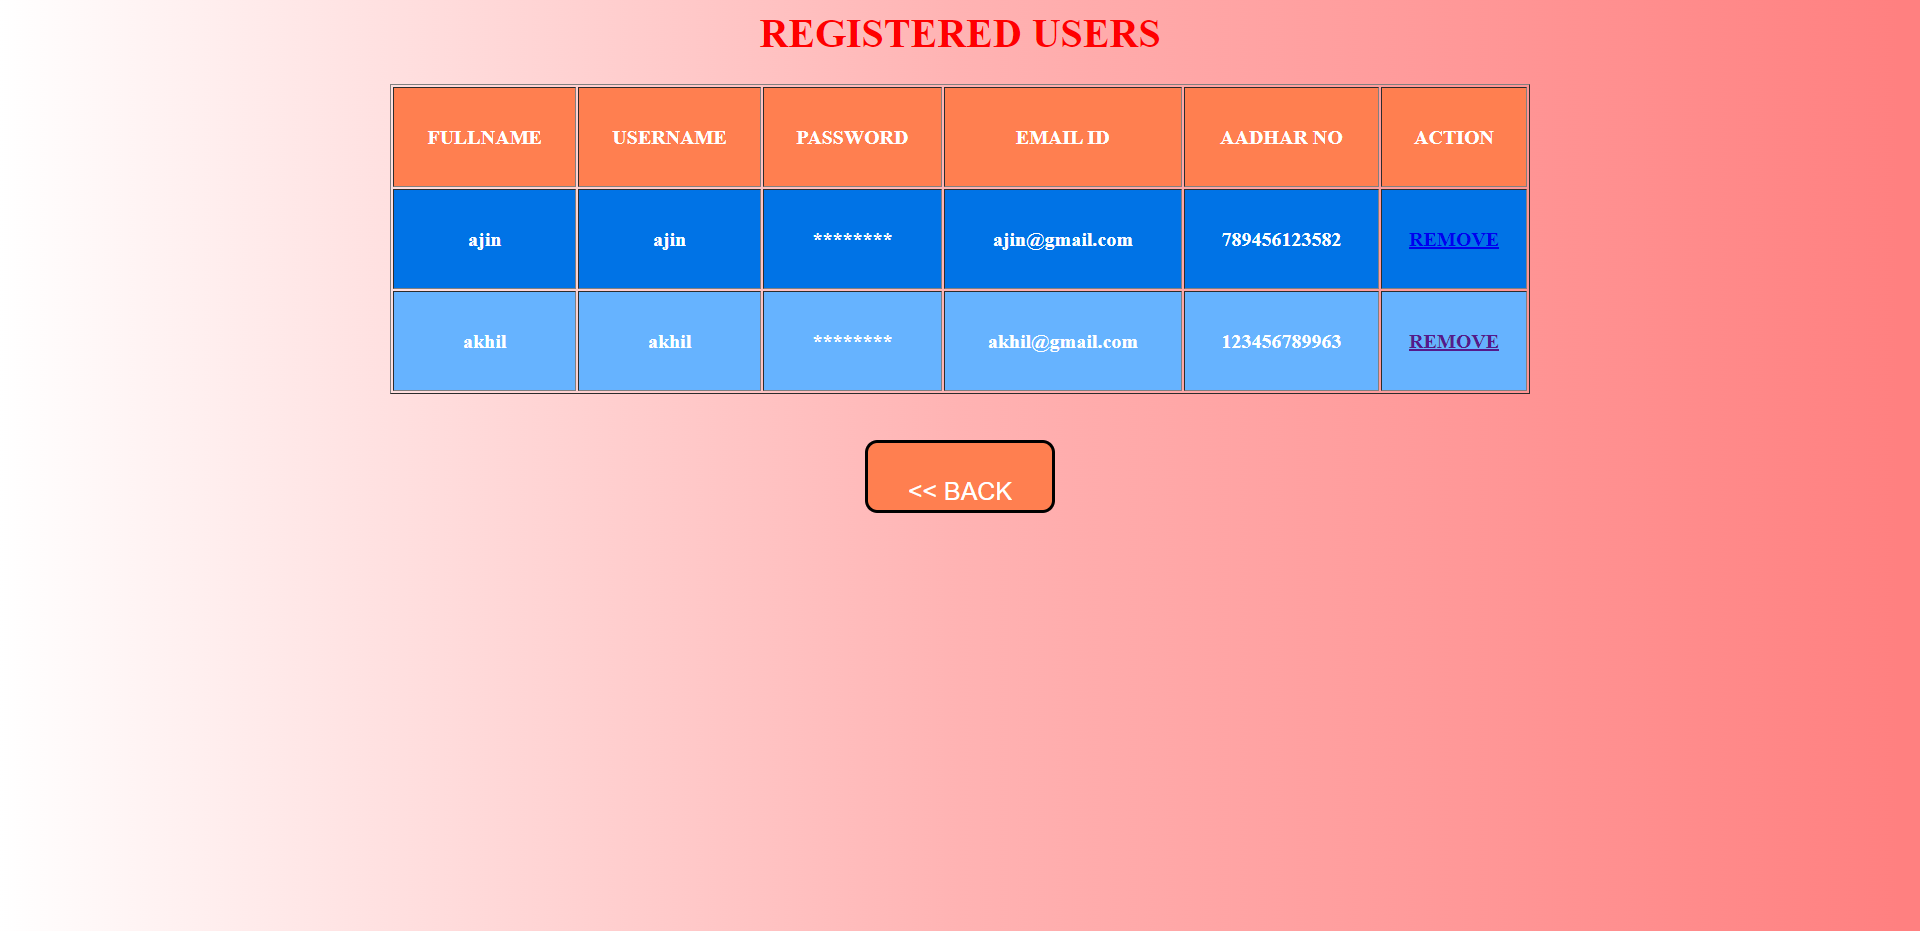 REGISTERED USERS
FULLNAME USERNAME PASSWORD EMAIL ID AADHAR NO ACTION
ajin ajin ******** ajin@gmail.com 789456123582 REMOVE
akhil akhil ******** akhil@gmail.com 123456789963 REMOVE
<< BACK